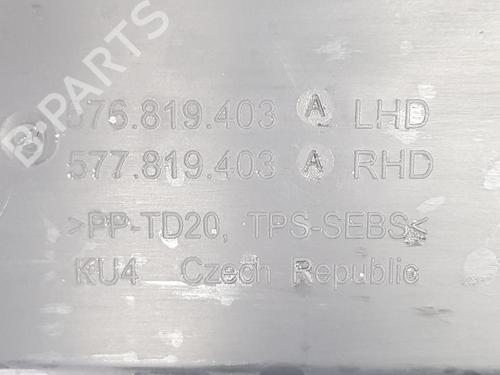 B PARTS
576.819.403 A LHD
577.819.403 A RHD
>PP-TD20, TPS-SEBS<
KU4 Czech Republic